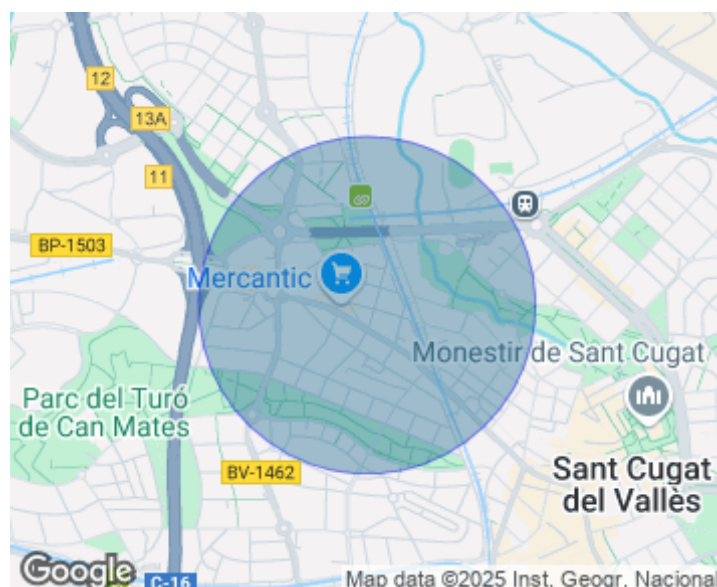 12
13A
11
BP-1503
Mercantic
Monestir de Sant Cugat
Parc del Turó
de Can Mates
BV-1462
Sant Cugat
del Vallès
Google
C-16
Map data ©2025 Inst. Geogr. Naciona